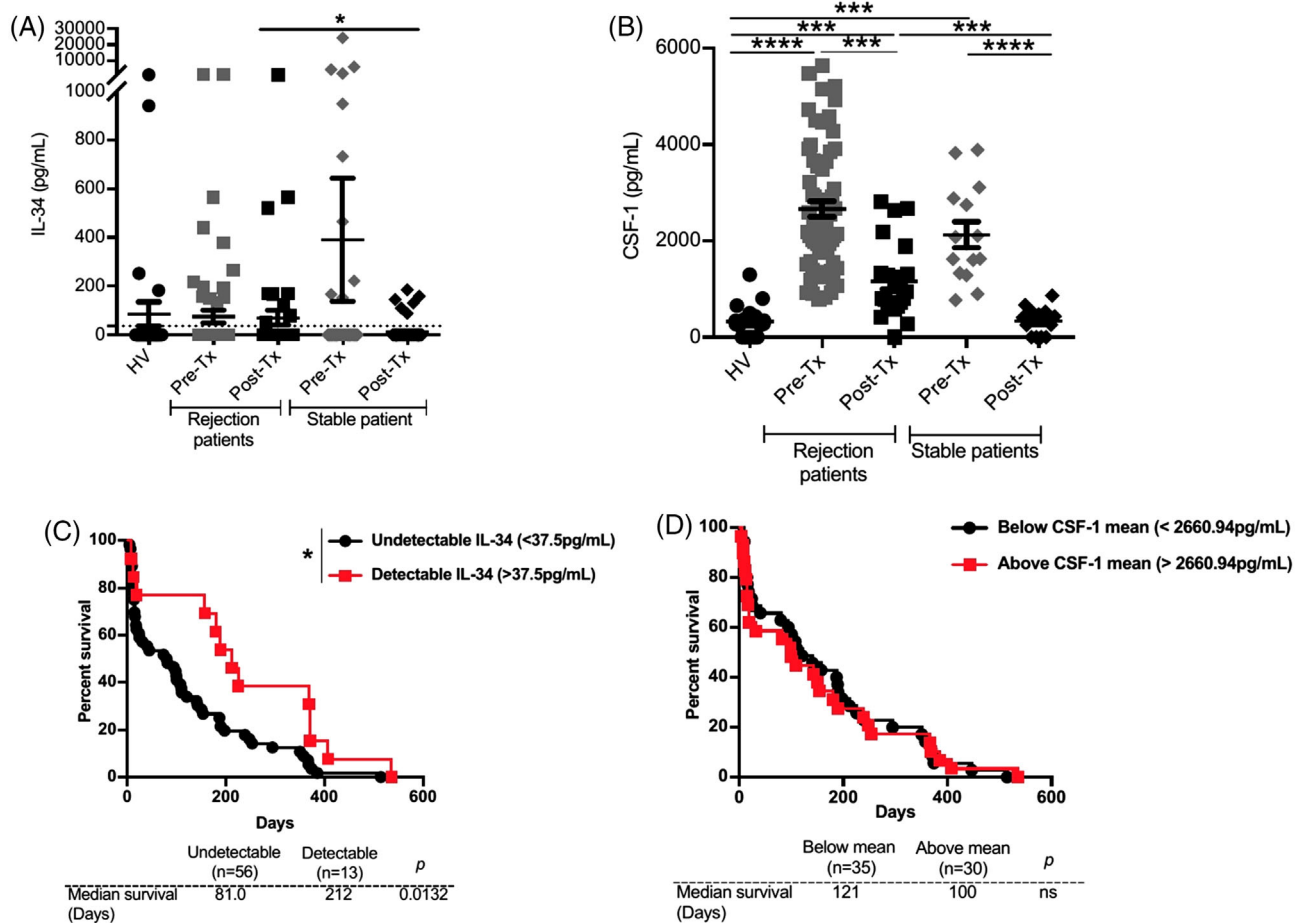 (A)
*
30000
20000
10000
1000
800
600
400
200
0
IL-34 (pg/mL)
HV
Pre-Tx
Post-Tx
Pre-Tx
Post-Tx
Rejection
patients
Stable patient
(B)
***
***
***
****
***
****
6000
4000
2000
0
CSF-1 (pg/mL)
HV
Pre-Tx
Post-Tx
Pre-Tx
Post-Tx
Rejection
patients
Stable patients
(C)
100
80
60
40
20
0
Percent survival
0
200
400
600
Days
*
Undetectable IL-34 (<37.5pg/mL)
Detectable IL-34 (>37.5pg/mL)
Undetectable Detectable p
(n=56) (n=13)
Median survival 81.0 212 0.0132
(Days)
(D)
100
80
60
40
20
0
Percent survival
0
200
400
600
Days
Below CSF-1 mean (< 2660.94pg/mL)
Above CSF-1 mean (> 2660.94pg/mL)
Below mean Above mean p
(n=35) (n=30)
Median survival 121 100 ns
(Days)